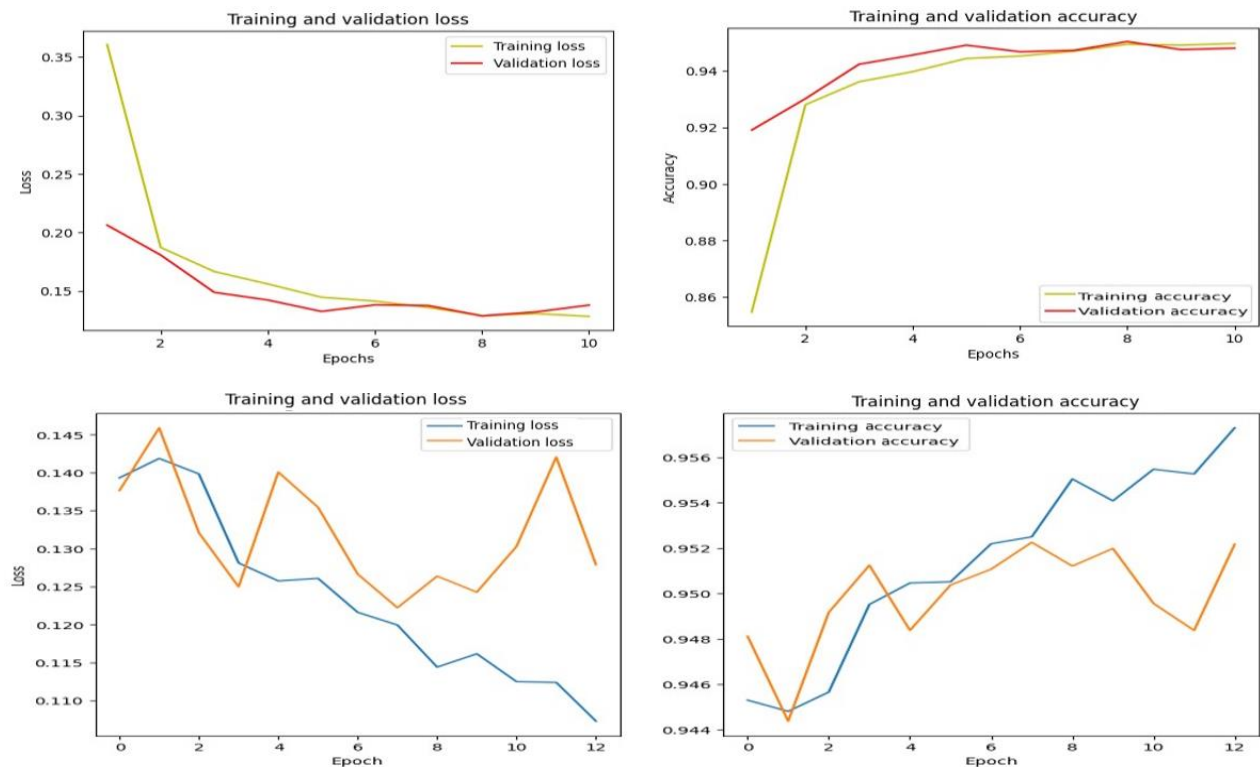 Training and validation loss
Training loss
Validation loss
0.35
0.30
0.25
0.20
0.15
Loss
2 4 6 8 10
Epochs
Training and validation accuracy
0.94
0.92
0.90
0.88
0.86
Accuracy
Training accuracy
Validation accuracy
2 4 6 8 10
Epochs
Training and validation loss
Training loss
Validation loss
0.145
0.140
0.135
0.130
0.125
0.120
0.115
0.110
Loss
0 2 4 6 8 10 12
Epoch
Training and validation accuracy
Training accuracy
Validation accuracy
0.956
0.954
0.952
0.950
0.948
0.946
0.944
0 2 4 6 8 10 12
Epoch